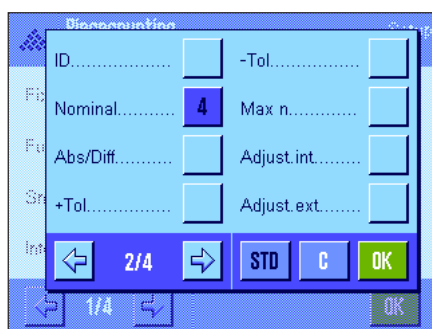 Piececounting
ID.................. -Tol..................
Nominal........... 4 Max n..............
Abs/Diff............ Adjust.int.........
+Tol................. Adjust.ext.......
2/4 STD C OK
1/4 OK